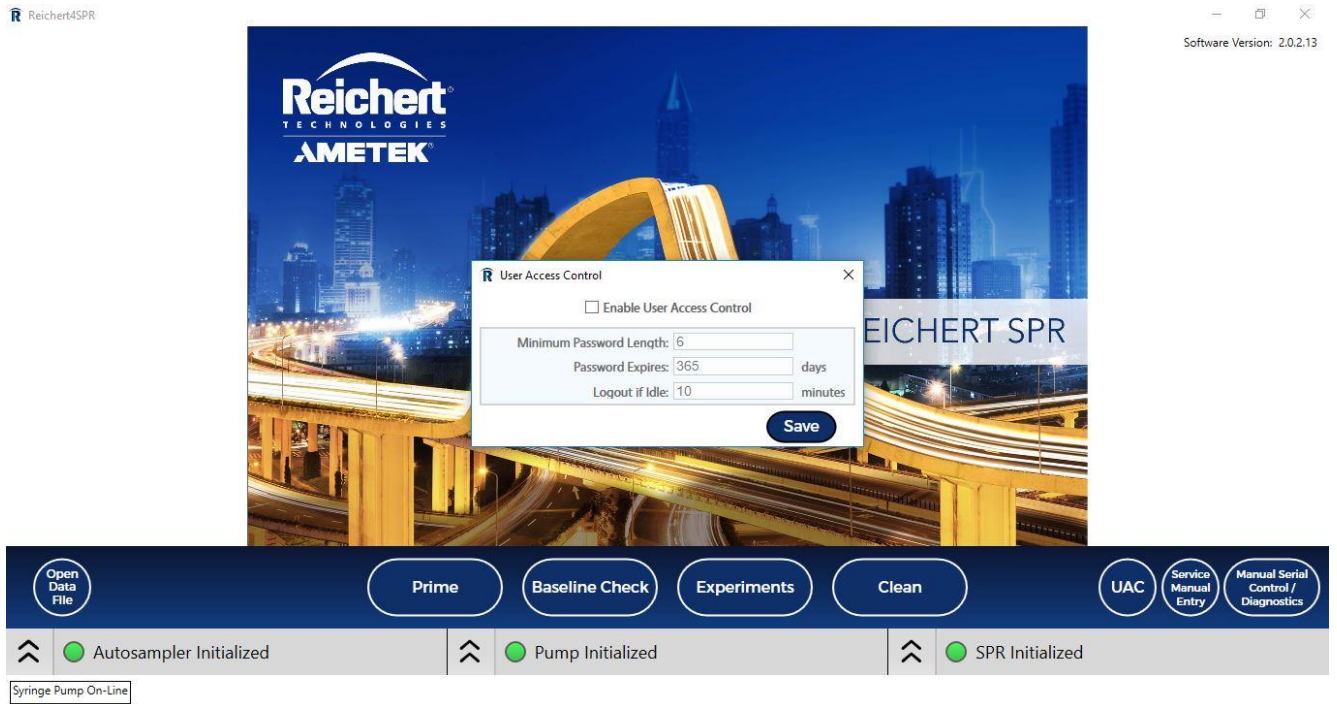 Reichert4SPR
Software Version: 2.0.2.13
Reichert®
TECHNOLOGIES
AMETEK®
User Access Control
Enable User Access Control
Minimum Password Length: 6
Password Expires: 365 days
Logout if Idle: 10 minutes
Save
EICHERT SPR
Open
Data
File
Prime
Baseline Check
Experiments
Clean
UAC
Service
Manual
Entry
Manual Serial
Control /
Diagnostics
Autosampler Initialized
Pump Initialized
SPR Initialized
Syringe Pump On-Line